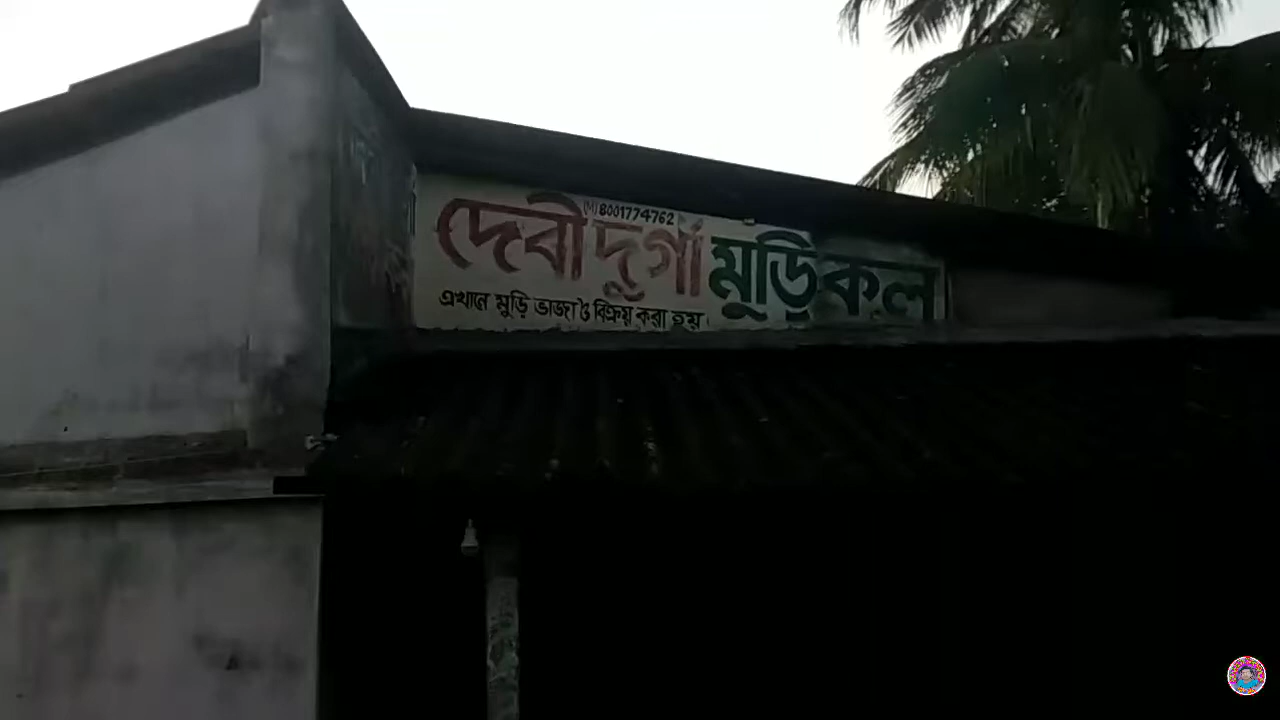 (M) 8001774762
দেবী দুর্গা মুড়ি কল
এখানে মুড়ি ভাজা ও বিক্রয় করা হয়।